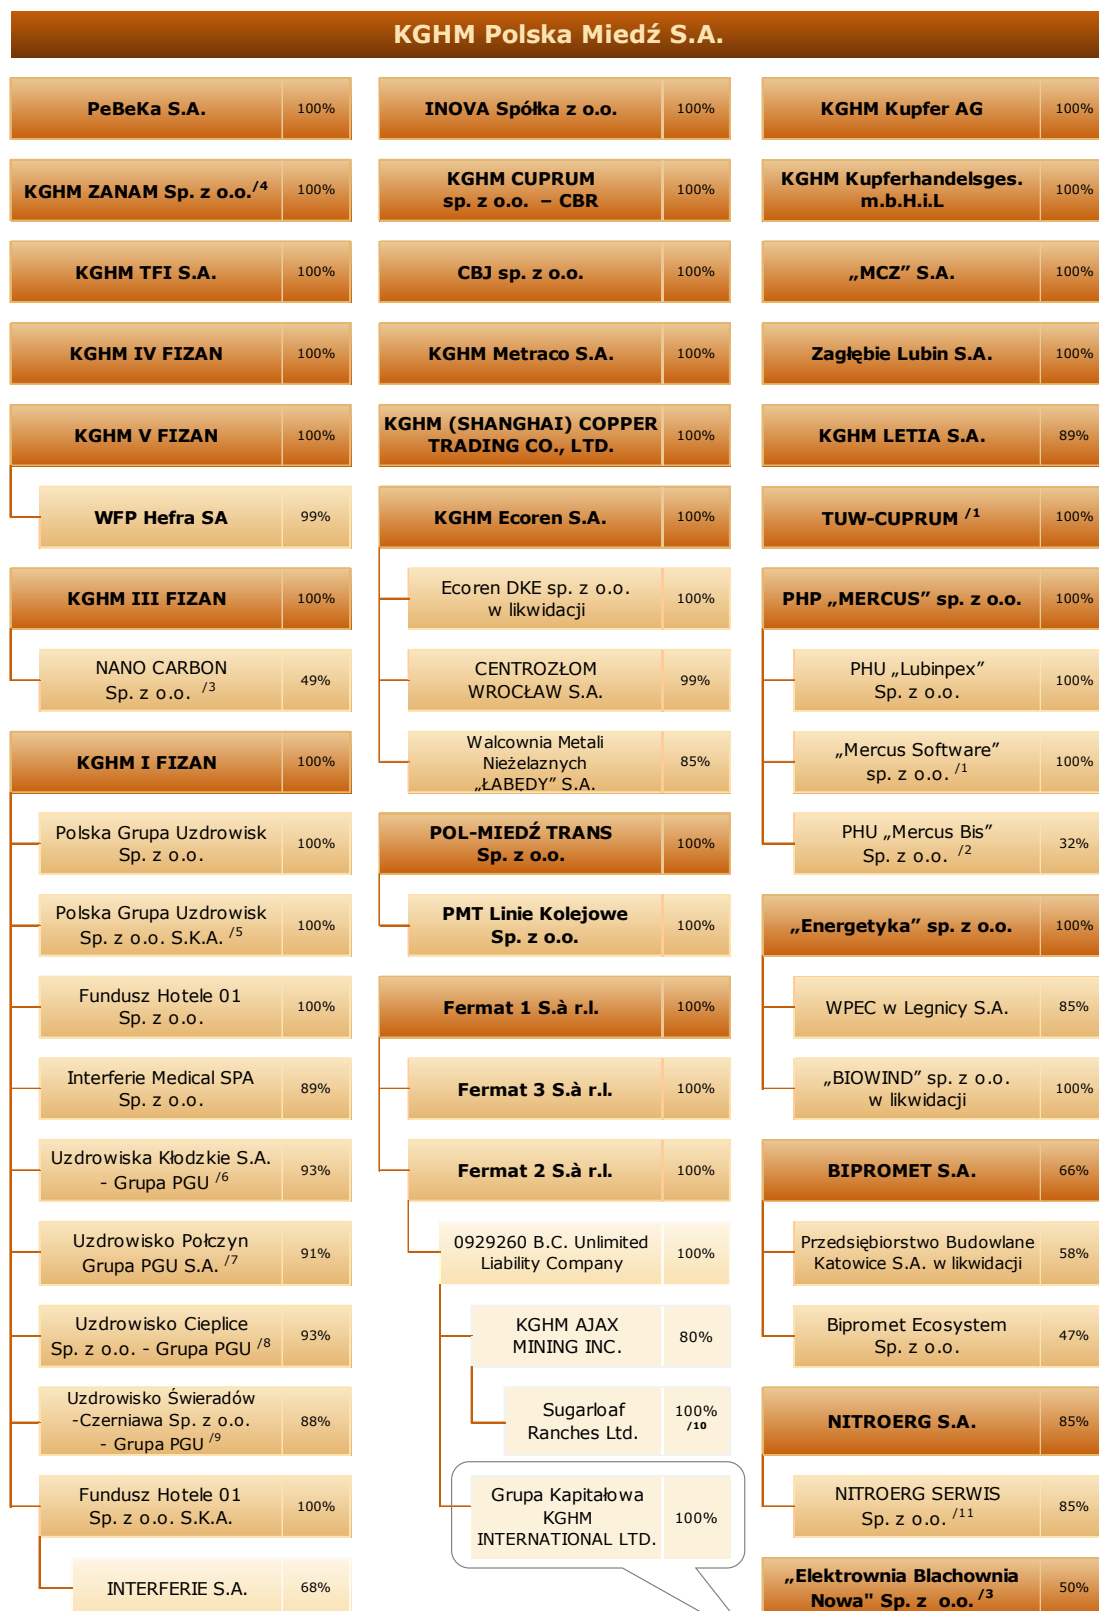 KGHM Polska Miedź S.A.
PeBeKa S.A. 100%
KGHM ZANAM Sp. z o.o./4 100%
KGHM TFI S.A. 100%
KGHM IV FIZAN 100%
KGHM V FIZAN 100%
WFP Hefra SA 99%
KGHM III FIZAN 100%
NANO CARBON
Sp. z o.o. /3 49%
KGHM I FIZAN 100%
Polska Grupa Uzdrowisk
Sp. z o.o. 100%
Polska Grupa Uzdrowisk
Sp. z o.o. S.K.A. /5 100%
Fundusz Hotele 01
Sp. z o.o. 100%
Interferie Medical SPA
Sp. z o.o. 89%
Uzdrowiska Kłodzkie S.A.
- Grupa PGU /6 93%
Uzdrowisko Połczyn
Grupa PGU S.A. /7 91%
Uzdrowisko Cieplice
Sp. z o.o. - Grupa PGU /8 93%
Uzdrowisko Świeradów
-Czerniawa Sp. z o.o.
- Grupa PGU /9 88%
Fundusz Hotele 01
Sp. z o.o. S.K.A. 100%
INTERFERIE S.A. 68%
INOVA Spółka z o.o. 100%
KGHM CUPRUM
sp. z o.o. – CBR 100%
CBJ sp. z o.o. 100%
KGHM Metraco S.A. 100%
KGHM (SHANGHAI) COPPER
TRADING CO., LTD. 100%
KGHM Ecoren S.A. 100%
Ecoren DKE sp. z o.o.
w likwidacji 100%
CENTROZŁOM
WROCŁAW S.A. 99%
Walcownia Metali
Nieżelaznych
„ŁABĘDY” S.A. 85%
POL-MIEDŹ TRANS
Sp. z o.o. 100%
PMT Linie Kolejowe
Sp. z o.o. 100%
Fermat 1 S.à r.l. 100%
Fermat 3 S.à r.l. 100%
Fermat 2 S.à r.l. 100%
0929260 B.C. Unlimited
Liability Company 100%
KGHM AJAX
MINING INC. 80%
Sugarloaf
Ranches Ltd. 100%
/10
Grupa Kapitałowa
KGHM
INTERNATIONAL LTD. 100%
KGHM Kupfer AG 100%
KGHM Kupferhandelsges.
m.b.H.i.L 100%
„MCZ” S.A. 100%
Zagłębie Lubin S.A. 100%
KGHM LETIA S.A. 89%
TUW-CUPRUM /1 100%
PHP „MERCUS” sp. z o.o. 100%
PHU „Lubinpex”
Sp. z o.o. 100%
„Mercus Software”
sp. z o.o. /1 100%
PHU „Mercus Bis”
Sp. z o.o. /2 32%
„Energetyka” sp. z o.o. 100%
WPEC w Legnicy S.A. 85%
„BIOWIND” sp. z o.o.
w likwidacji 100%
BIPROMET S.A. 66%
Przedsiębiorstwo Budowlane
Katowice S.A. w likwidacji 58%
Bipromet Ecosystem
Sp. z o.o. 47%
NITROERG S.A. 85%
NITROERG SERWIS
Sp. z o.o. /11 85%
„Elektrownia Blachownia
Nowa" Sp. z o.o. /3 50%